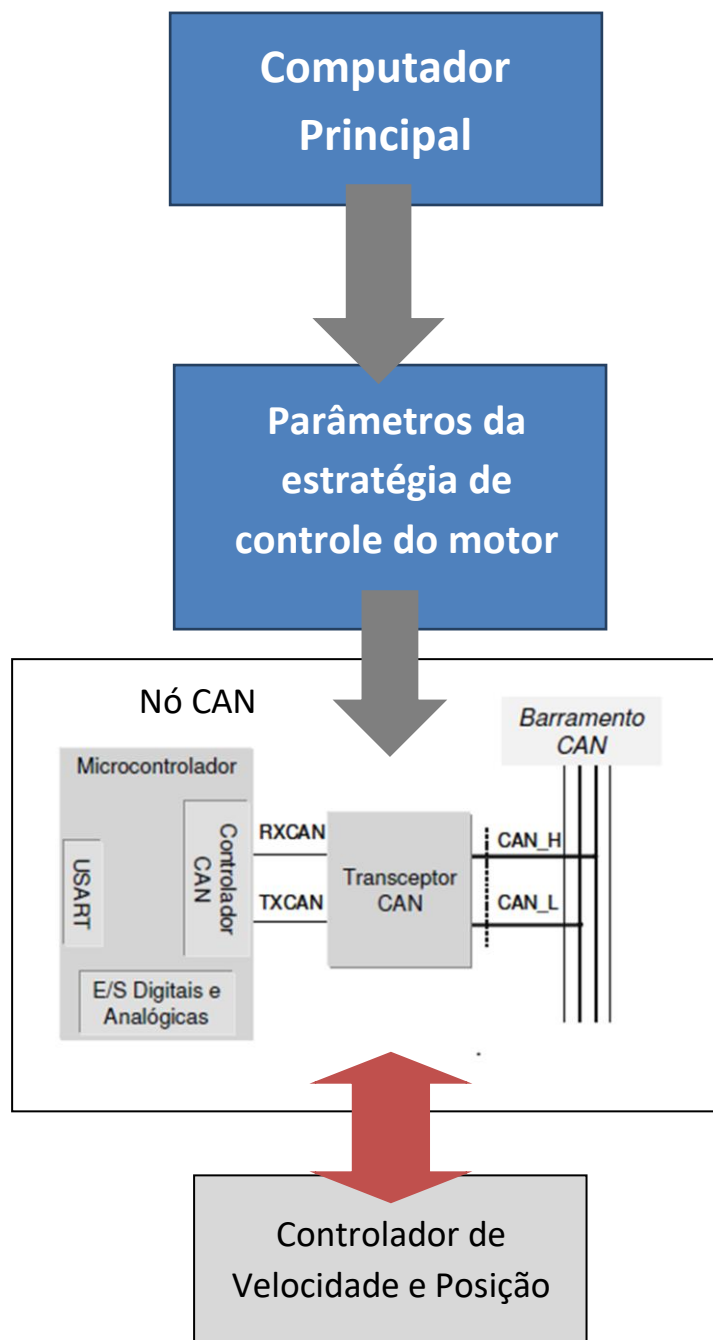 Computador
Principal
Parâmetros da
estratégia de
controle do motor
Nó CAN
Barramento
CAN
Microcontrolador
USART
Controlador
CAN
E/S Digitais e
Analógicas
RXCAN
TXCAN
Transceptor
CAN
CAN_H
CAN_L
Controlador de
Velocidade e Posição